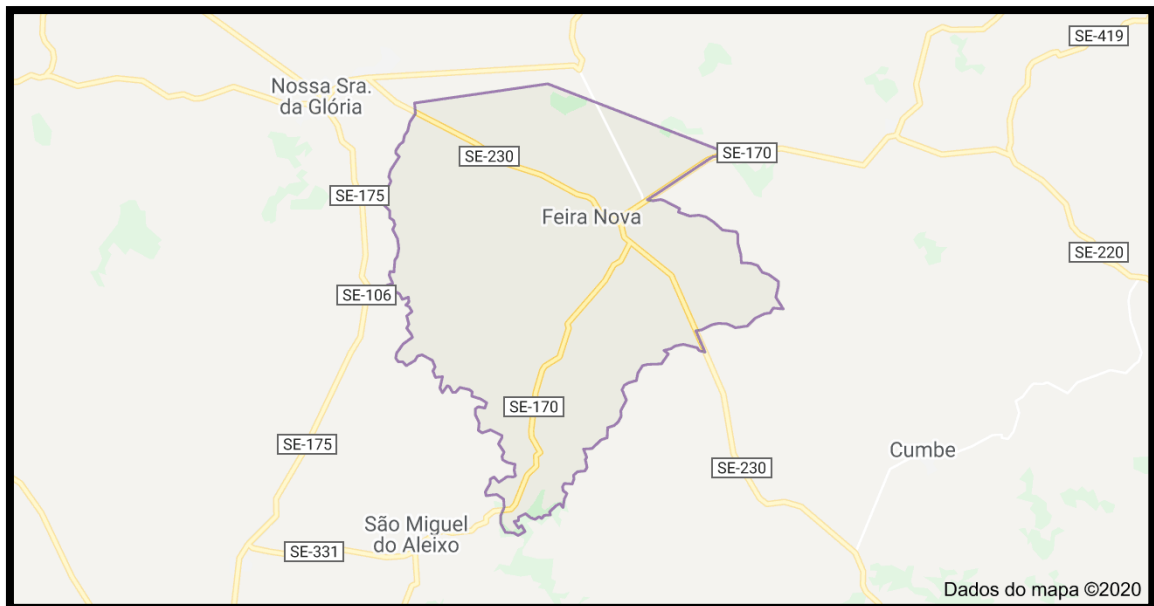 SE-419
Nossa Sra.
da Glória
SE-230
SE-170
SE-175
Feira Nova
SE-220
SE-106
SE-170
SE-175
Cumbe
SE-230
São Miguel
do Aleixo
SE-331
Dados do mapa ©2020